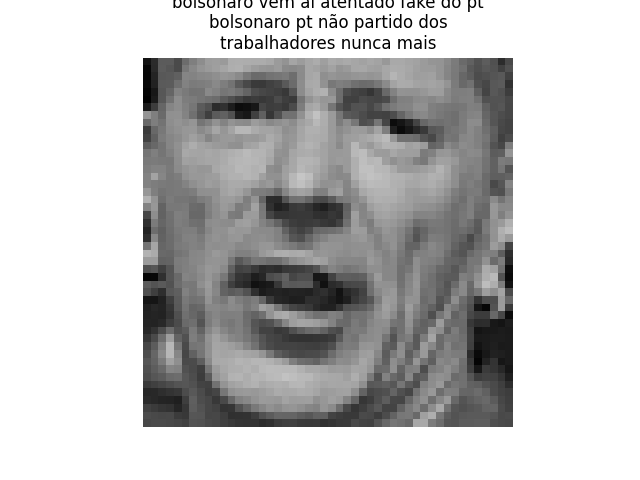 bolsonaro vem aí atentado fake do pt
bolsonaro pt não partido dos
trabalhadores nunca mais